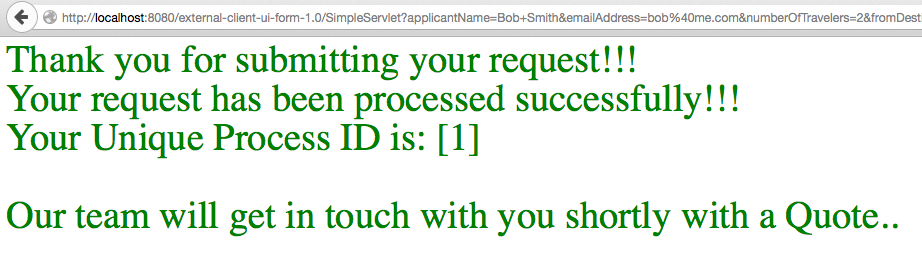 http://localhost:8080/external-client-ui-form-1.0/SimpleServlet?applicantName=Bob+Smith&emailAddress=bob%40me.com&numberOfTravelers=2&fromDest
Thank you for submitting your request!!!
Your request has been processed successfully!!!
Your Unique Process ID is: [1]
Our team will get in touch with you shortly with a Quote..